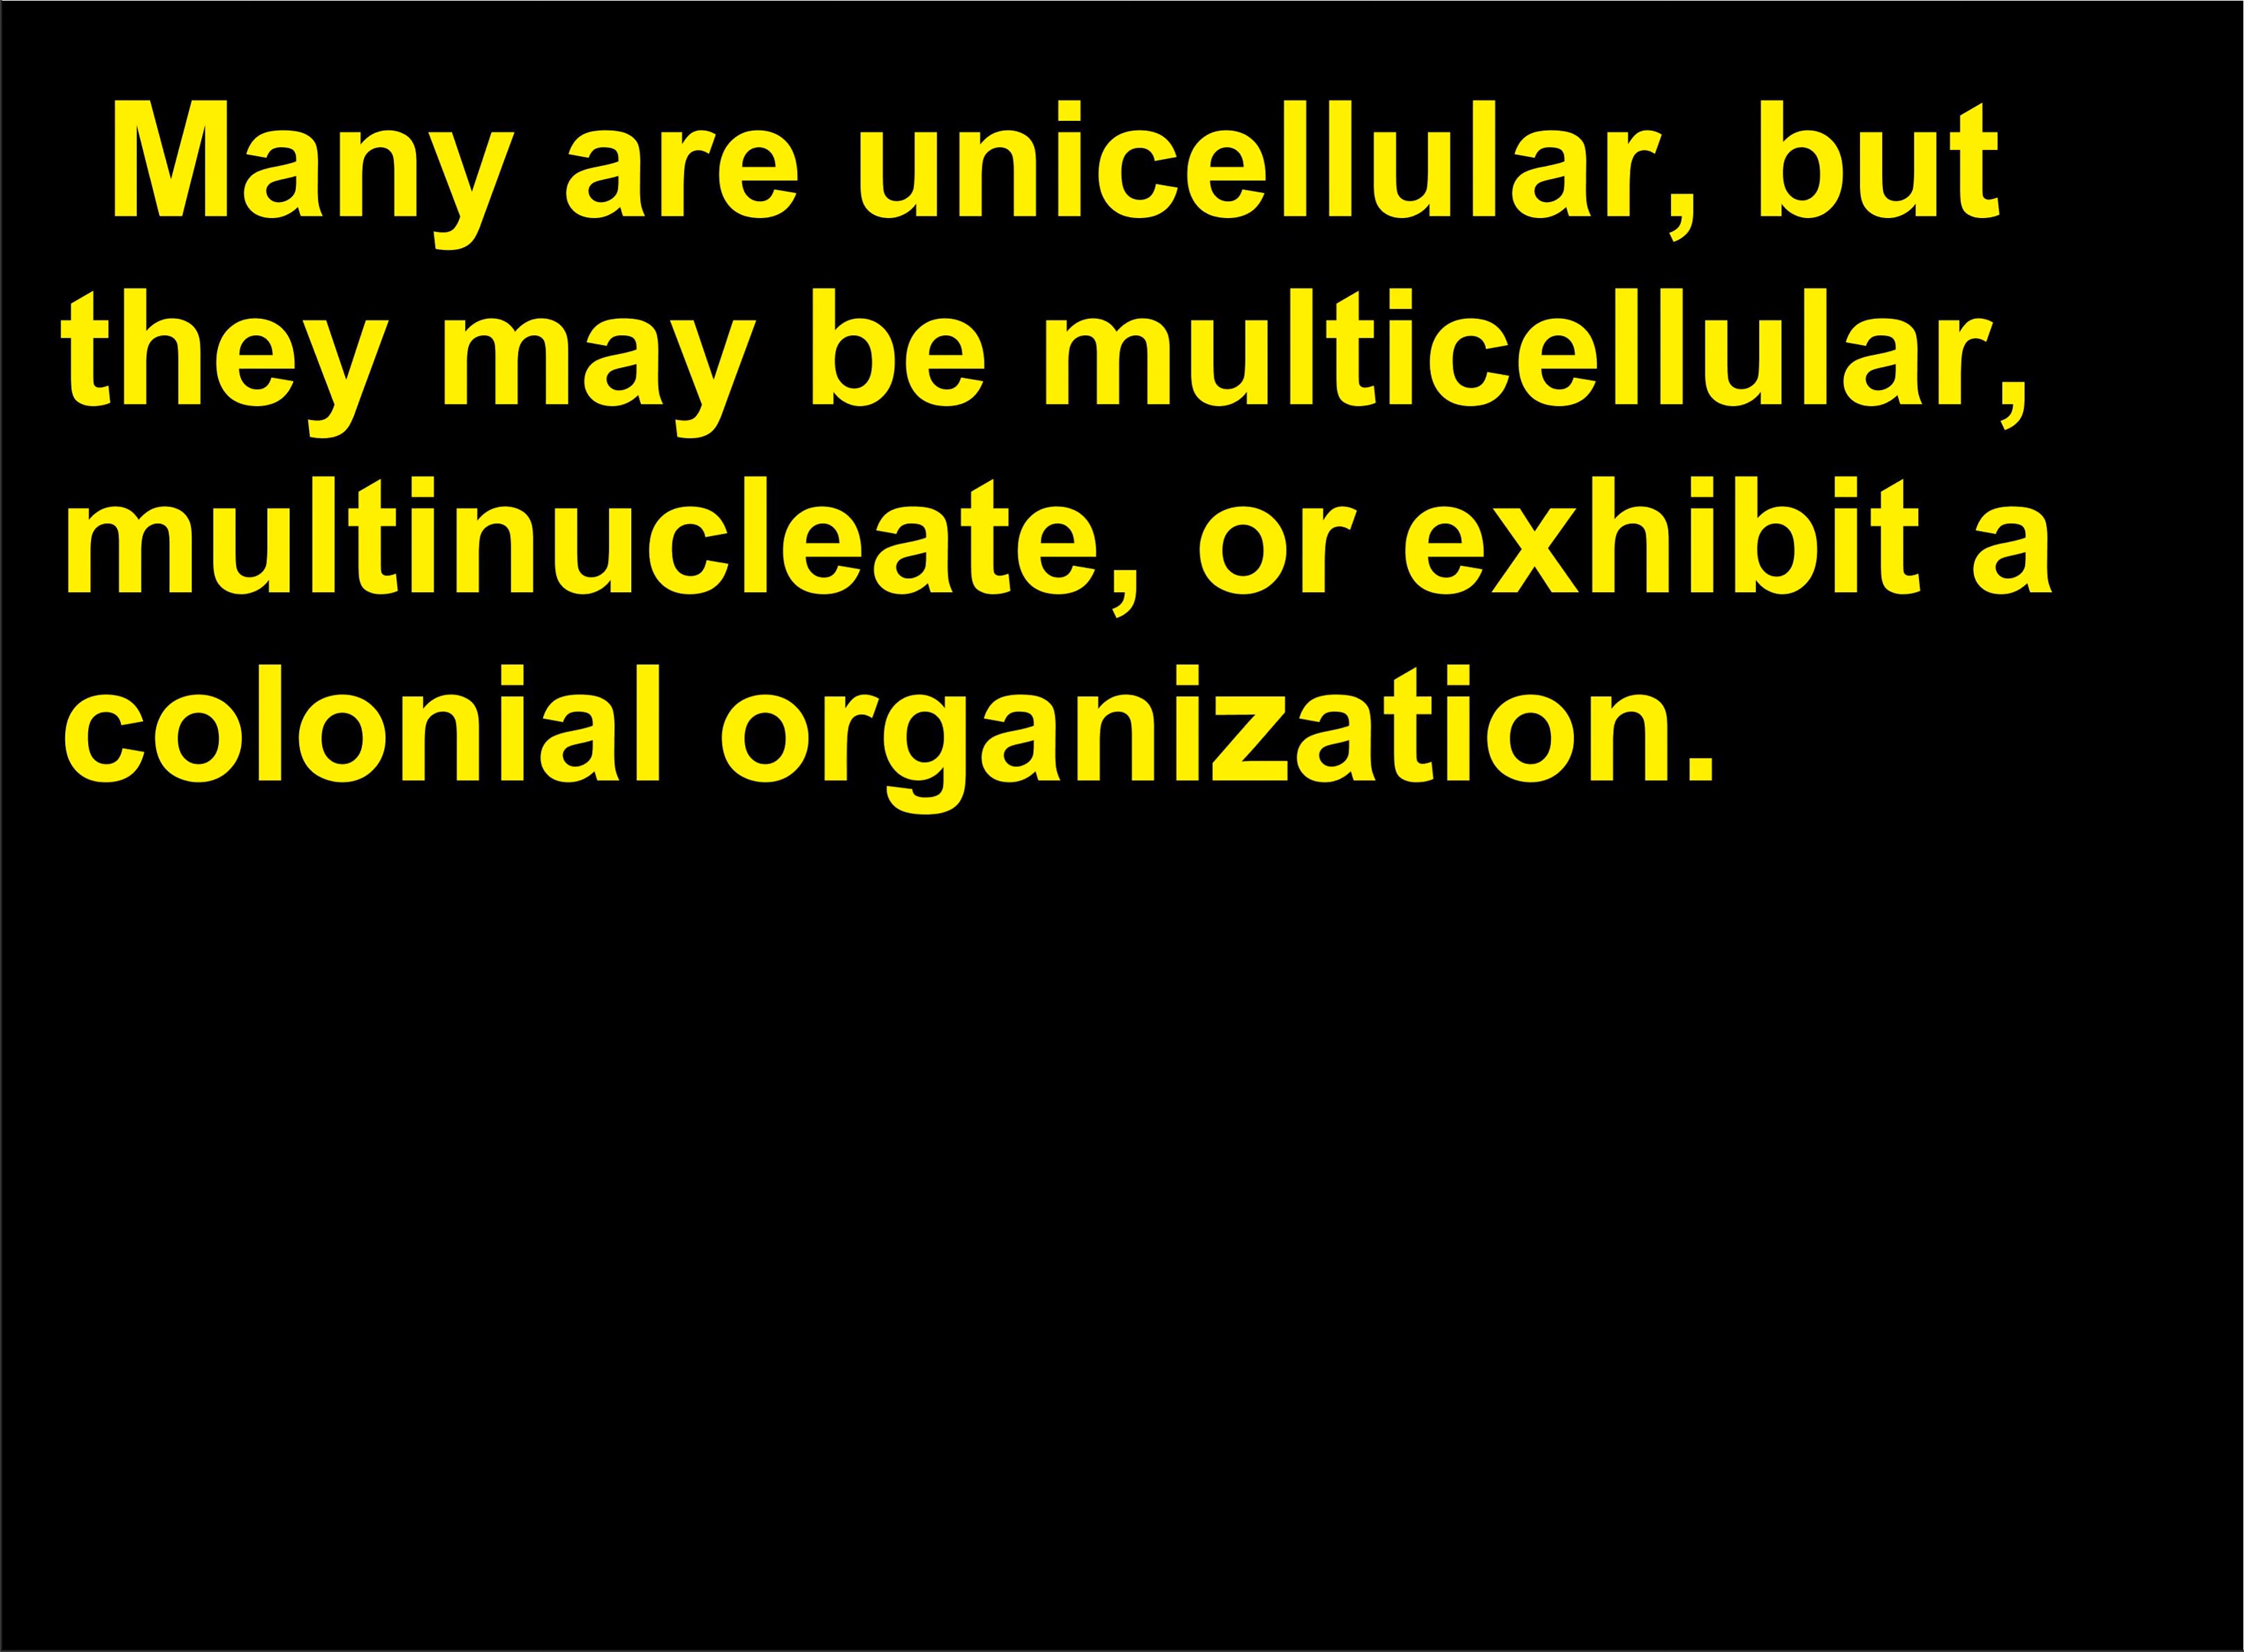 Many are unicellular, but
they may be multicellular,
multinucleate, or exhibit a
colonial organization.